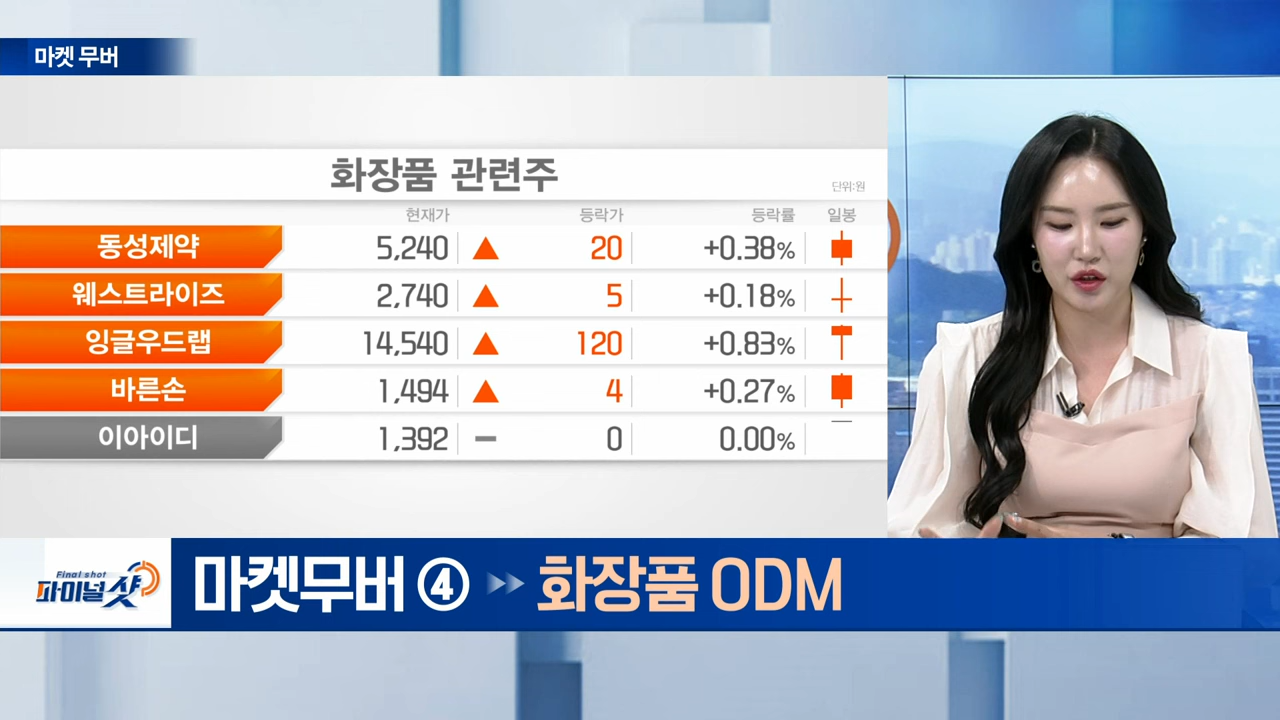 마켓 무버
화장품 관련주
단위:원
현재가 등락가 등락률 일봉
동성제약 5,240 ▲ 20 +0.38%
웨스트라이즈 2,740 ▲ 5 +0.18%
잉글우드랩 14,540 ▲ 120 +0.83%
바른손 1,494 ▲ 4 +0.27%
이아이디 1,392 - 0 0.00%
Final shot
파이널샷
마켓무버 ④ 화장품 ODM